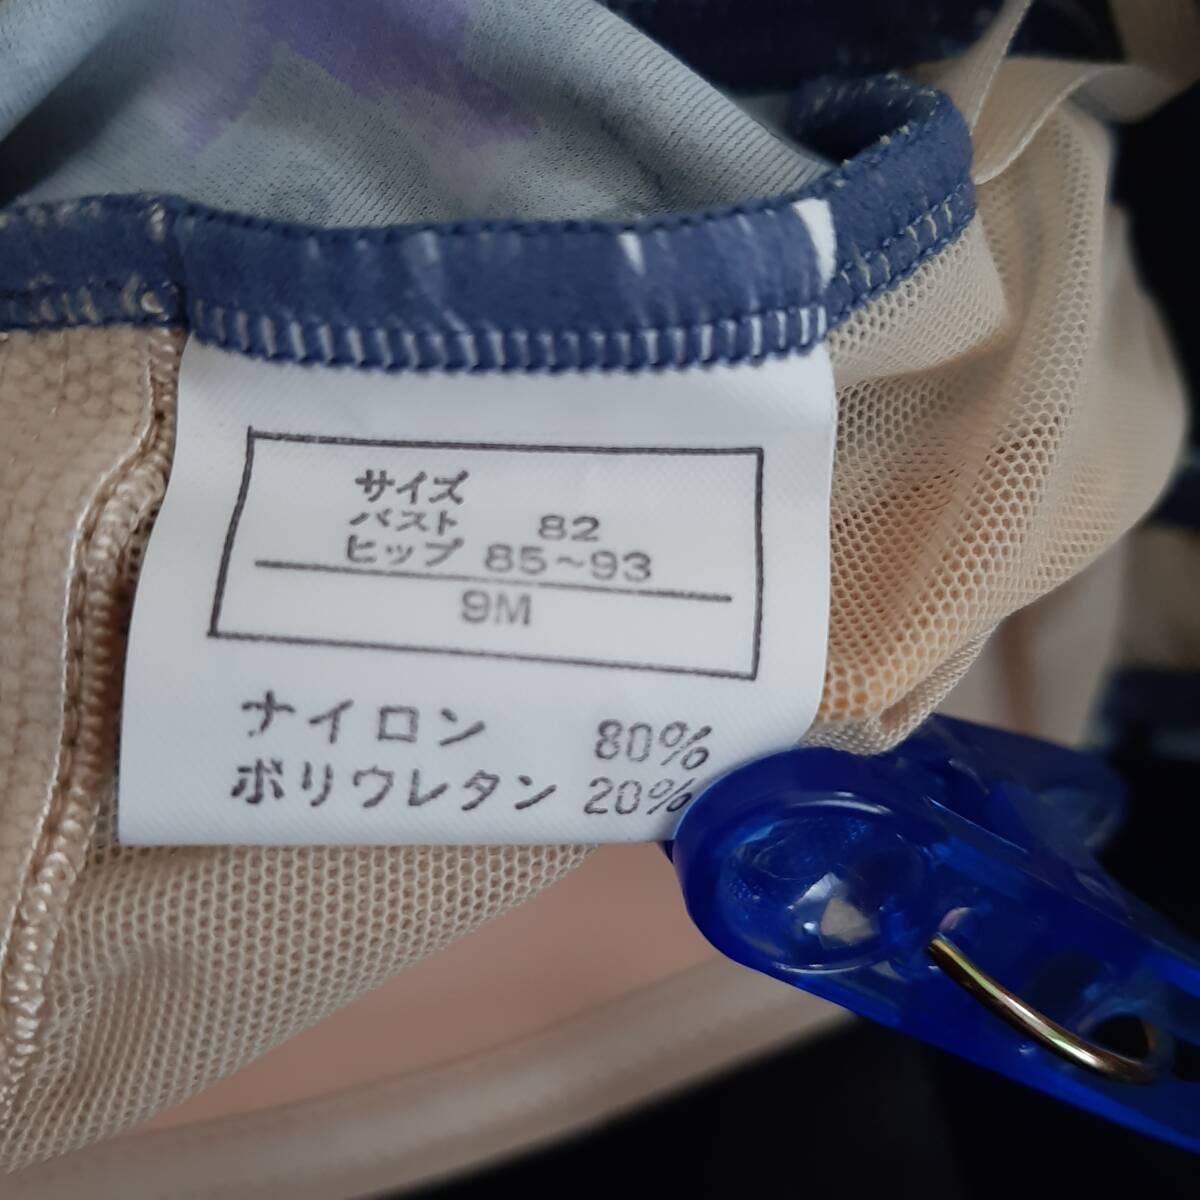 サイズ
バスト 82
ヒップ 85~93
9M
ナイロン 80%
ポリウレタン 20%